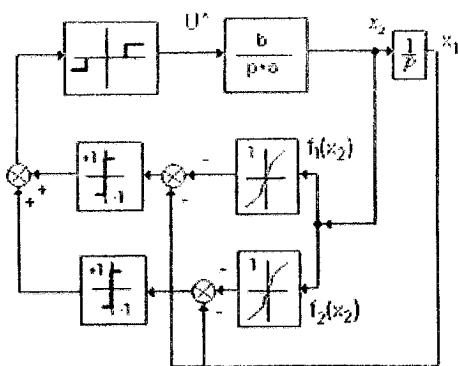 U*
b
p+a
x₂
1
p
x₁
+1
-1
-
-
1
f₁(x₂)
+
+
+1
-1
-
-
1
f₂(x₂)